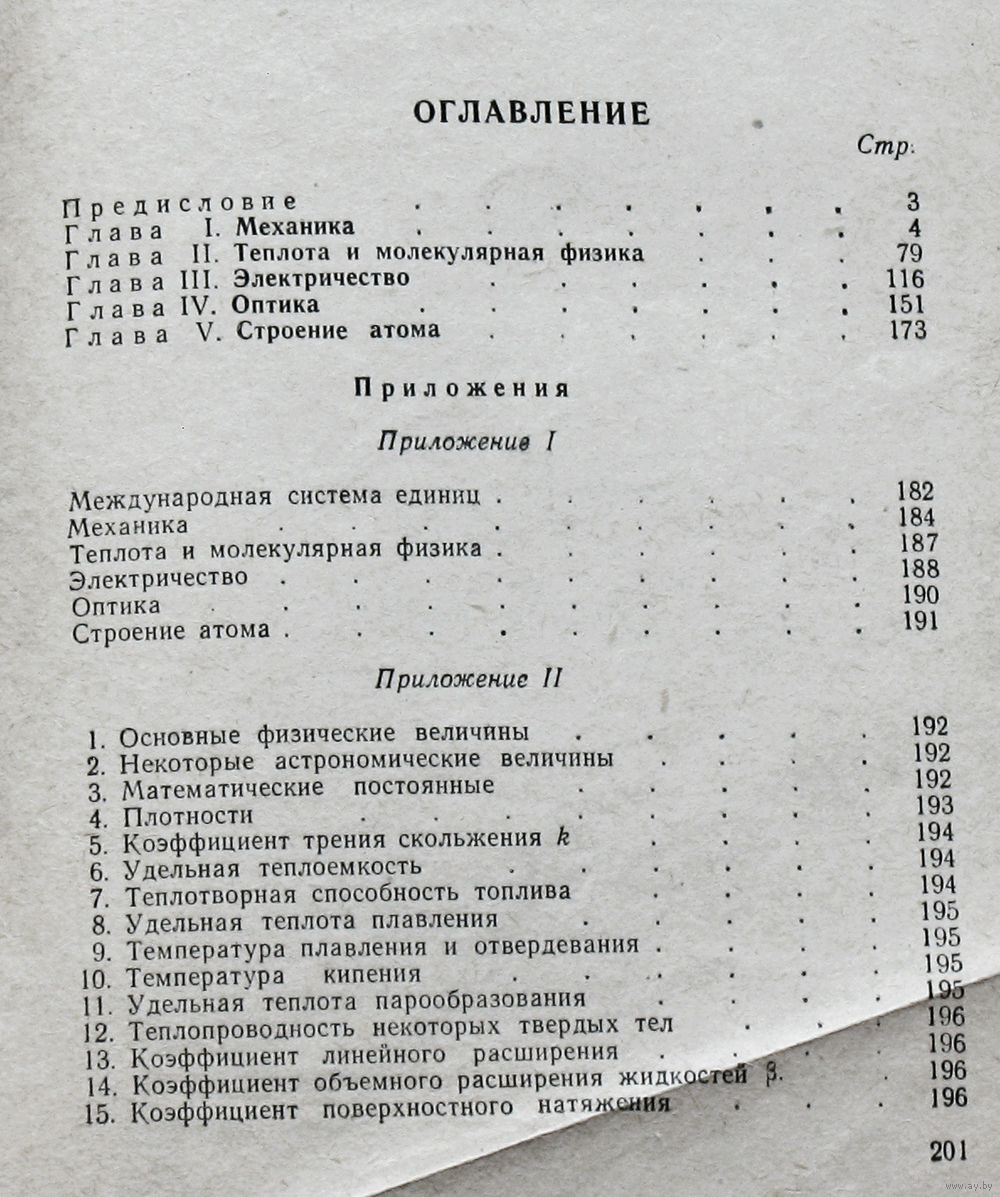 ОГЛАВЛЕНИЕ
Стр.
Предисловие . . . . . . . 3
Глава I. Механика . . . . . . . 4
Глава II. Теплота и молекулярная физика . . . 79
Глава III. Электричество . . . . . . 116
Глава IV. Оптика . . . . . . . 151
Глава V. Строение атома . . . . . . 173
Приложения
Приложение I
Международная система единиц . . . . . . 182
Механика . . . . . . . . . 184
Теплота и молекулярная физика . . . . . . 187
Электричество . . . . . . . . . 188
Оптика . . . . . . . . . . 190
Строение атома . . . . . . . . . 191
Приложение II
1. Основные физические величины . . . . . 192
2. Некоторые астрономические величины . . . . 192
3. Математические постоянные . . . . . 192
4. Плотности . . . . . . . . 193
5. Коэффициент трения скольжения k . . . . 194
6. Удельная теплоемкость . . . . . . 194
7. Теплотворная способность топлива . . . . 194
8. Удельная теплота плавления . . . . . 195
9. Температура плавления и отвердевания . . . . 195
10. Температура кипения . . . . . . 195
11. Удельная теплота парообразования . . . . 195
12. Теплопроводность некоторых твердых тел . . . 196
13. Коэффициент линейного расширения . . . . 196
14. Коэффициент объемного расширения жидкостей β. . 196
15. Коэффициент поверхностного натяжения . . . 196
201
www.ay.by